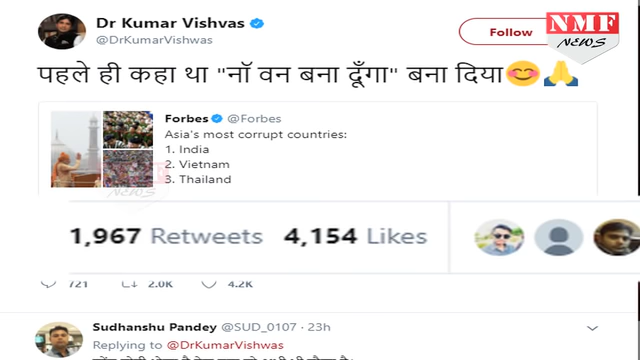 Dr Kumar Vishvas
@DrKumarVishwas
Follow
NMF
NEWS
पहले ही कहा था "नॉ वन बना दूँगा" बना दिया😊🙏
Forbes @Forbes
Asia's most corrupt countries:
1. India
2. Vietnam
3. Thailand
NMF
NEWS
1,967 Retweets 4,154 Likes
721 2.0K 4.2K
Sudhanshu Pandey @SUD_0107 · 23h
Replying to @DrKumarVishwas